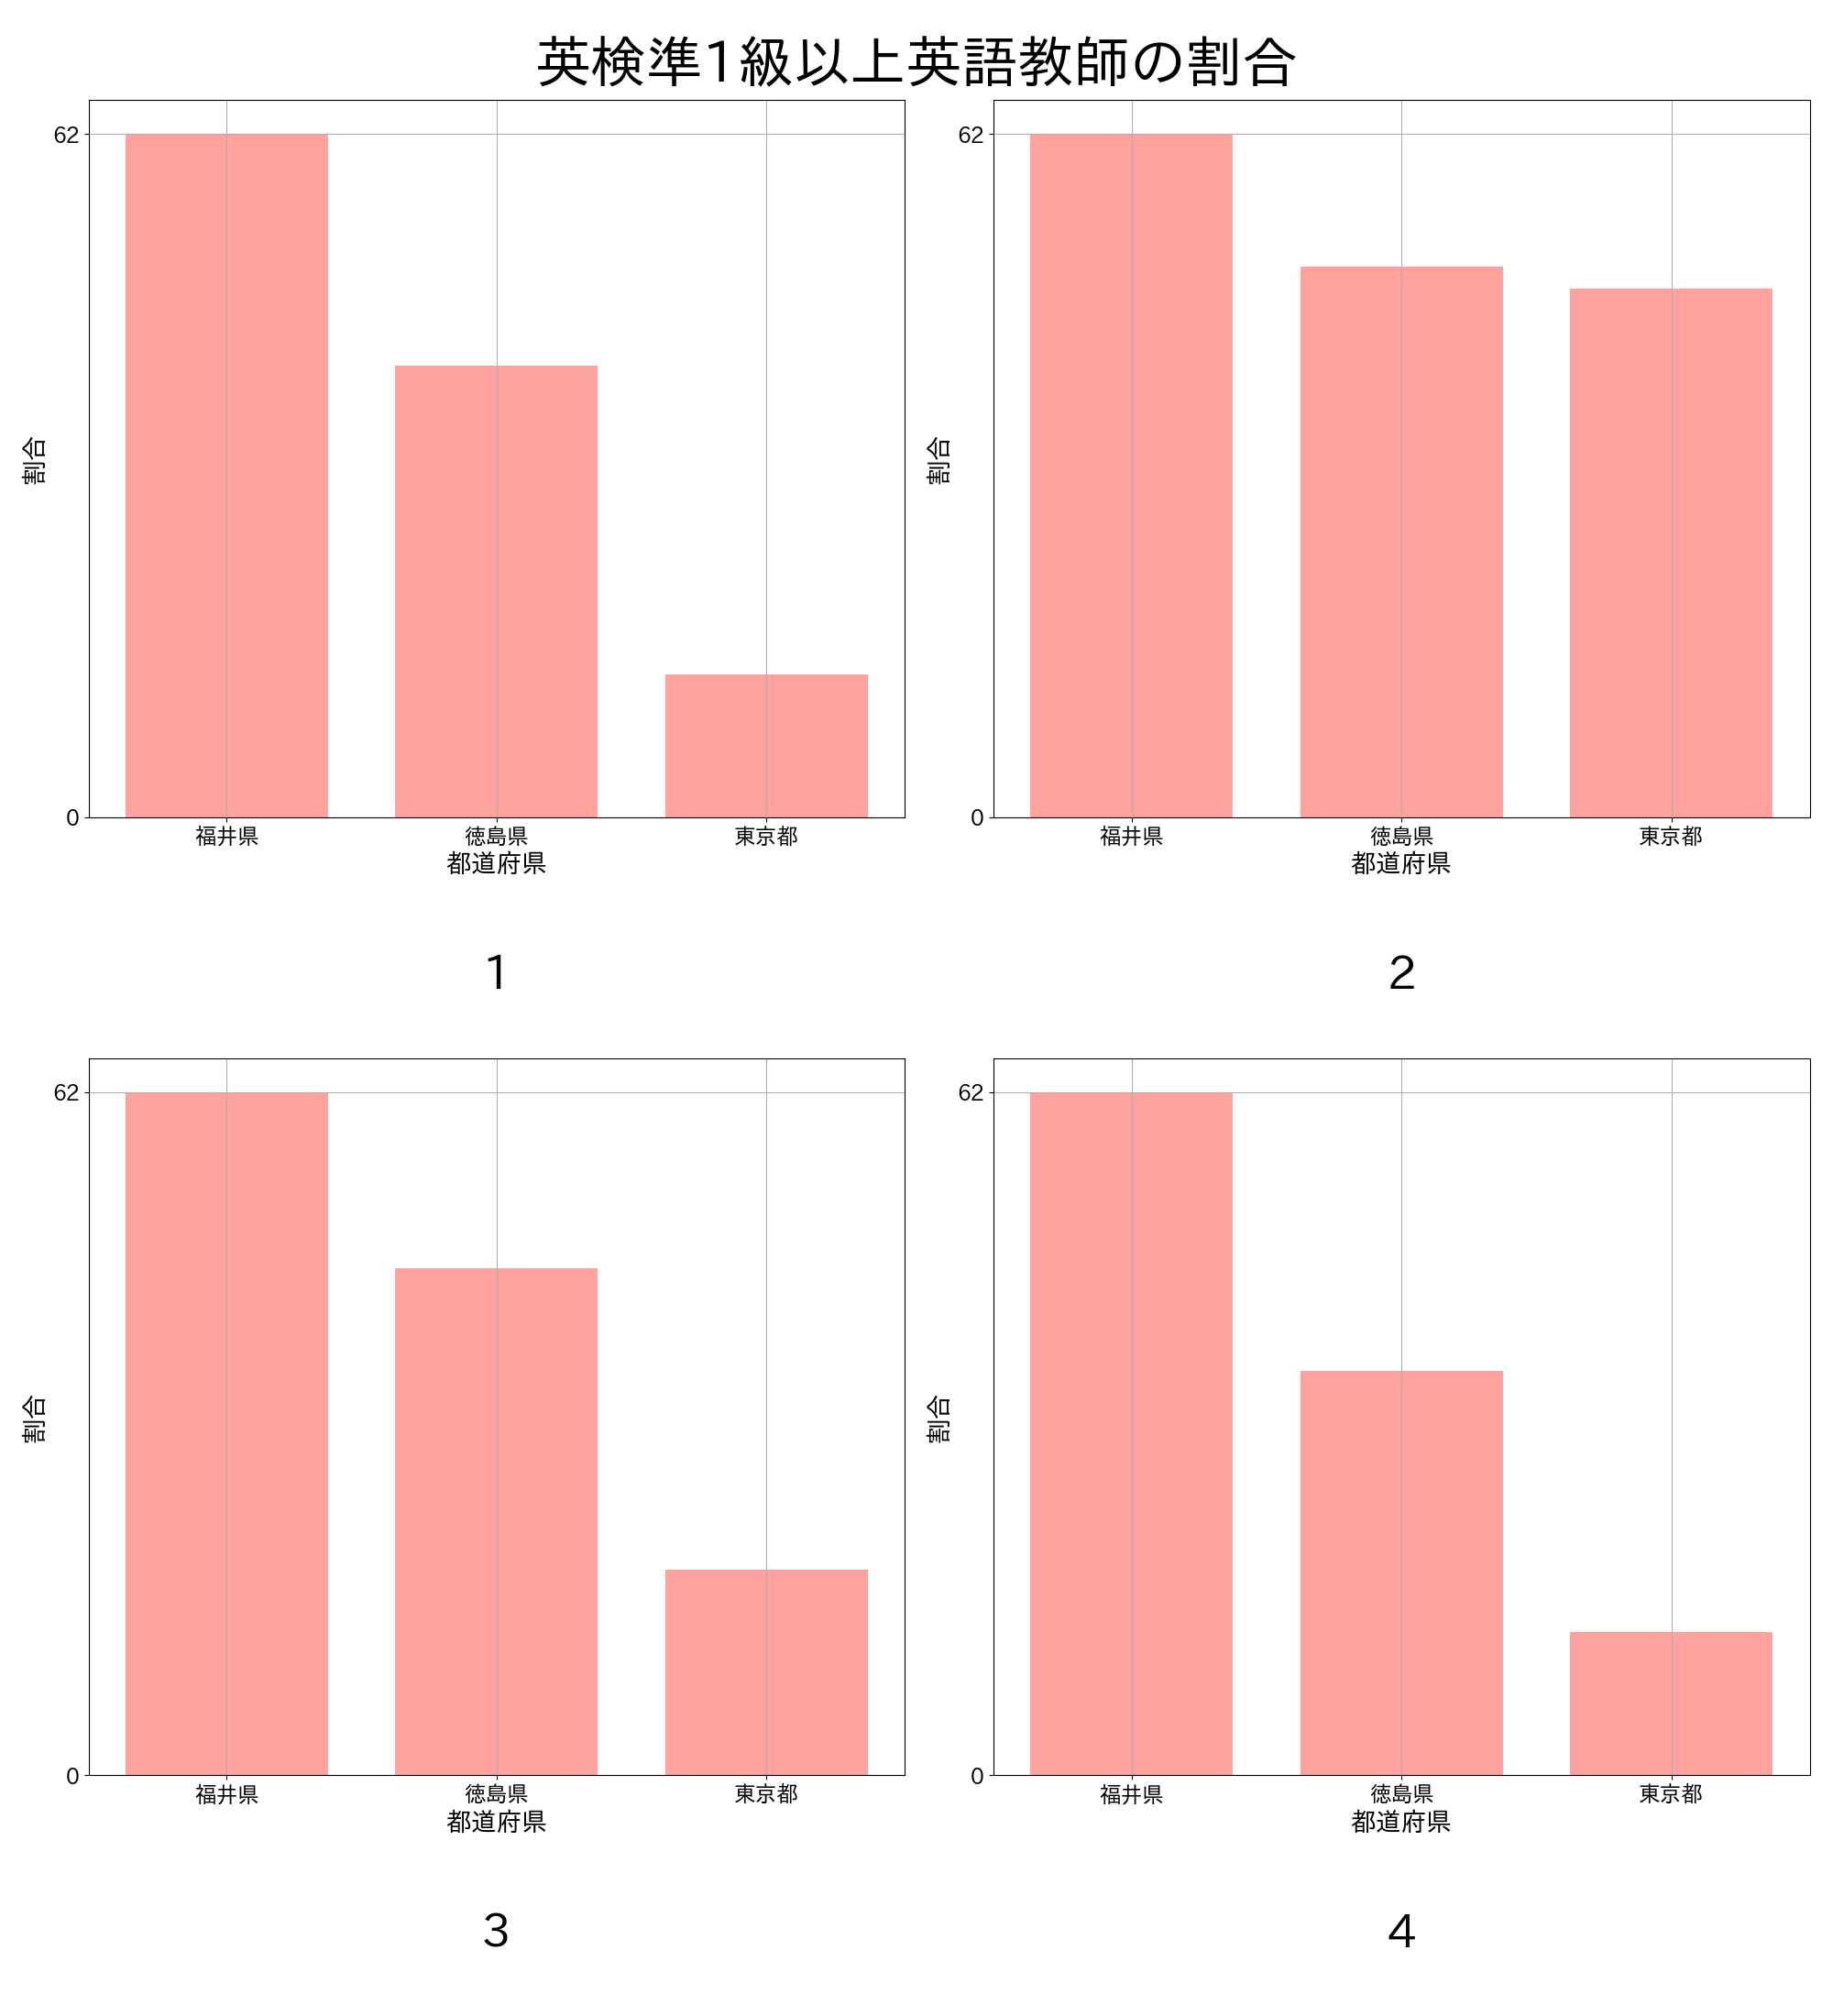 英検準1級以上英語教師の割合
62
0
割合
福井県 徳島県 東京都
都道府県
1
62
0
割合
福井県 徳島県 東京都
都道府県
2
62
0
割合
福井県 徳島県 東京都
都道府県
3
62
0
割合
福井県 徳島県 東京都
都道府県
4